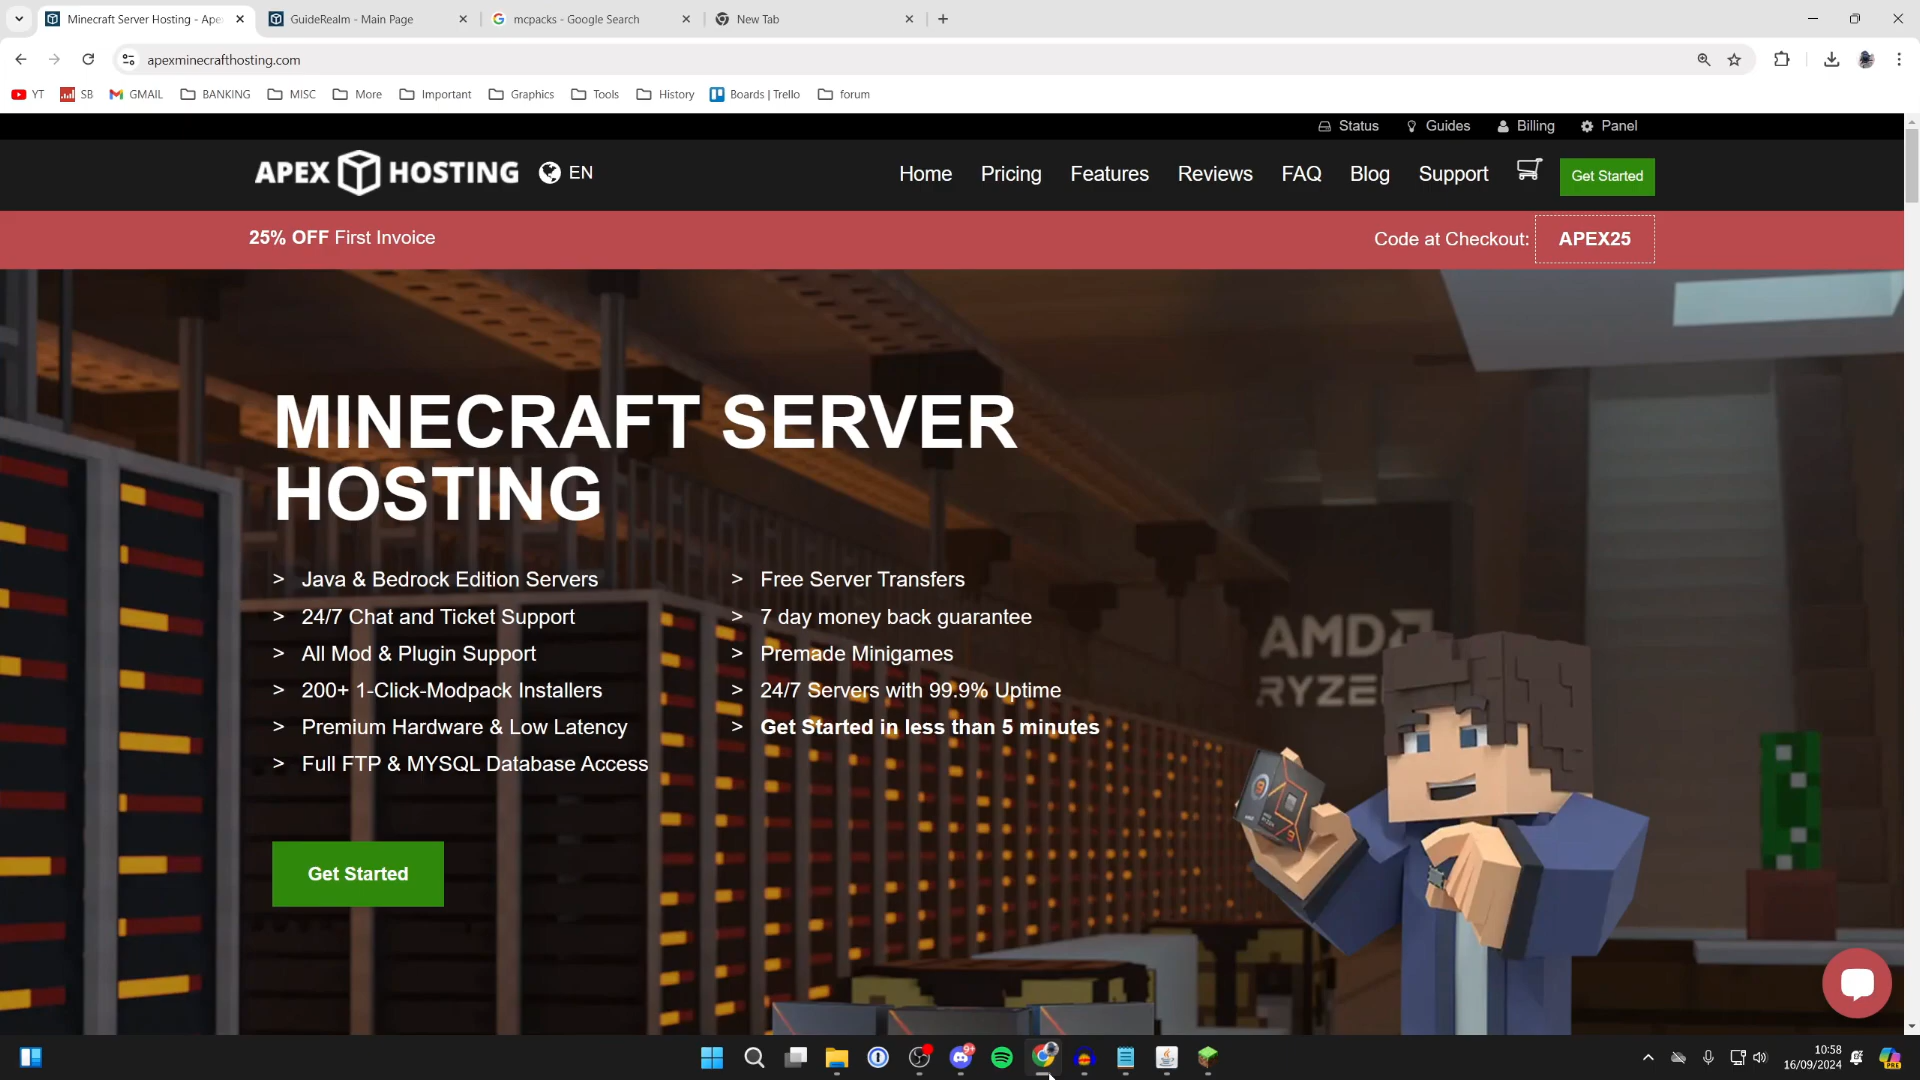 Minecraft Server Hosting - Ape
GuideRealm - Main Page
mcpacks - Google Search
New Tab
apexminecrafthosting.com
YT
SB
GMAIL
BANKING
MISC
More
Important
Graphics
Tools
History
Boards | Trello
forum
Status
Guides
Billing
Panel
APEX HOSTING
EN
Home
Pricing
Features
Reviews
FAQ
Blog
Support
Get Started
25% OFF First Invoice
Code at Checkout: APEX25
MINECRAFT SERVER
HOSTING
> Java & Bedrock Edition Servers
> 24/7 Chat and Ticket Support
> All Mod & Plugin Support
> 200+ 1-Click-Modpack Installers
> Premium Hardware & Low Latency
> Full FTP & MYSQL Database Access
> Free Server Transfers
> 7 day money back guarantee
> Premade Minigames
> 24/7 Servers with 99.9% Uptime
> Get Started in less than 5 minutes
AMD
Get Started
9+
10:58
16/09/2024
PRE